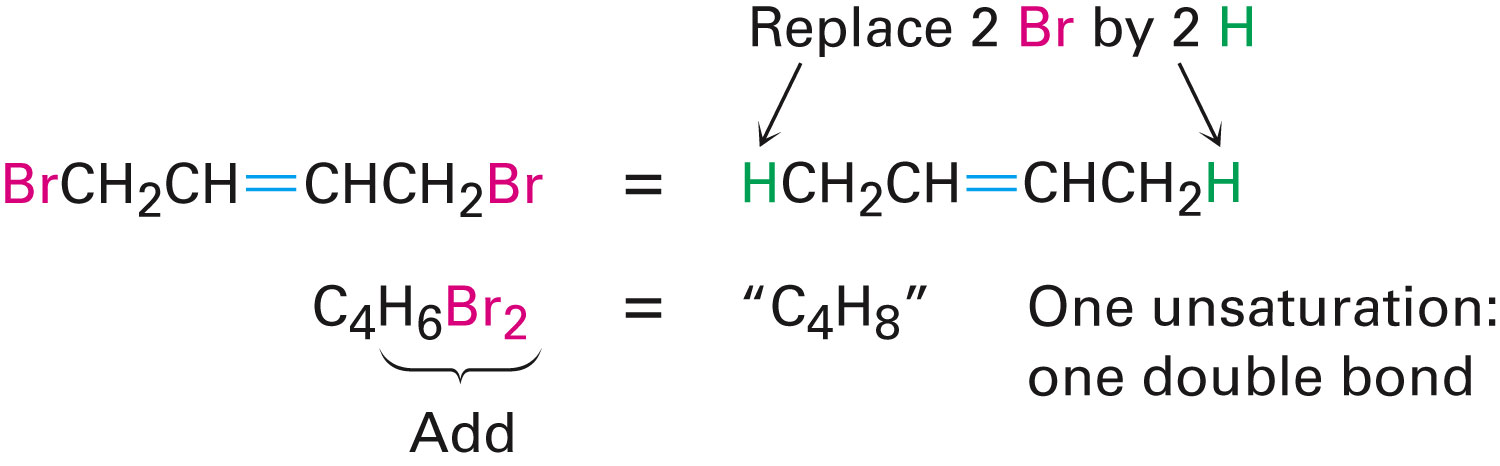 Replace 2 Br by 2 H
BrCH₂CH=CHCH₂Br = HCH₂CH=CHCH₂H
C₄H₆Br₂ = “C₄H₈” One unsaturation:
one double bond
Add